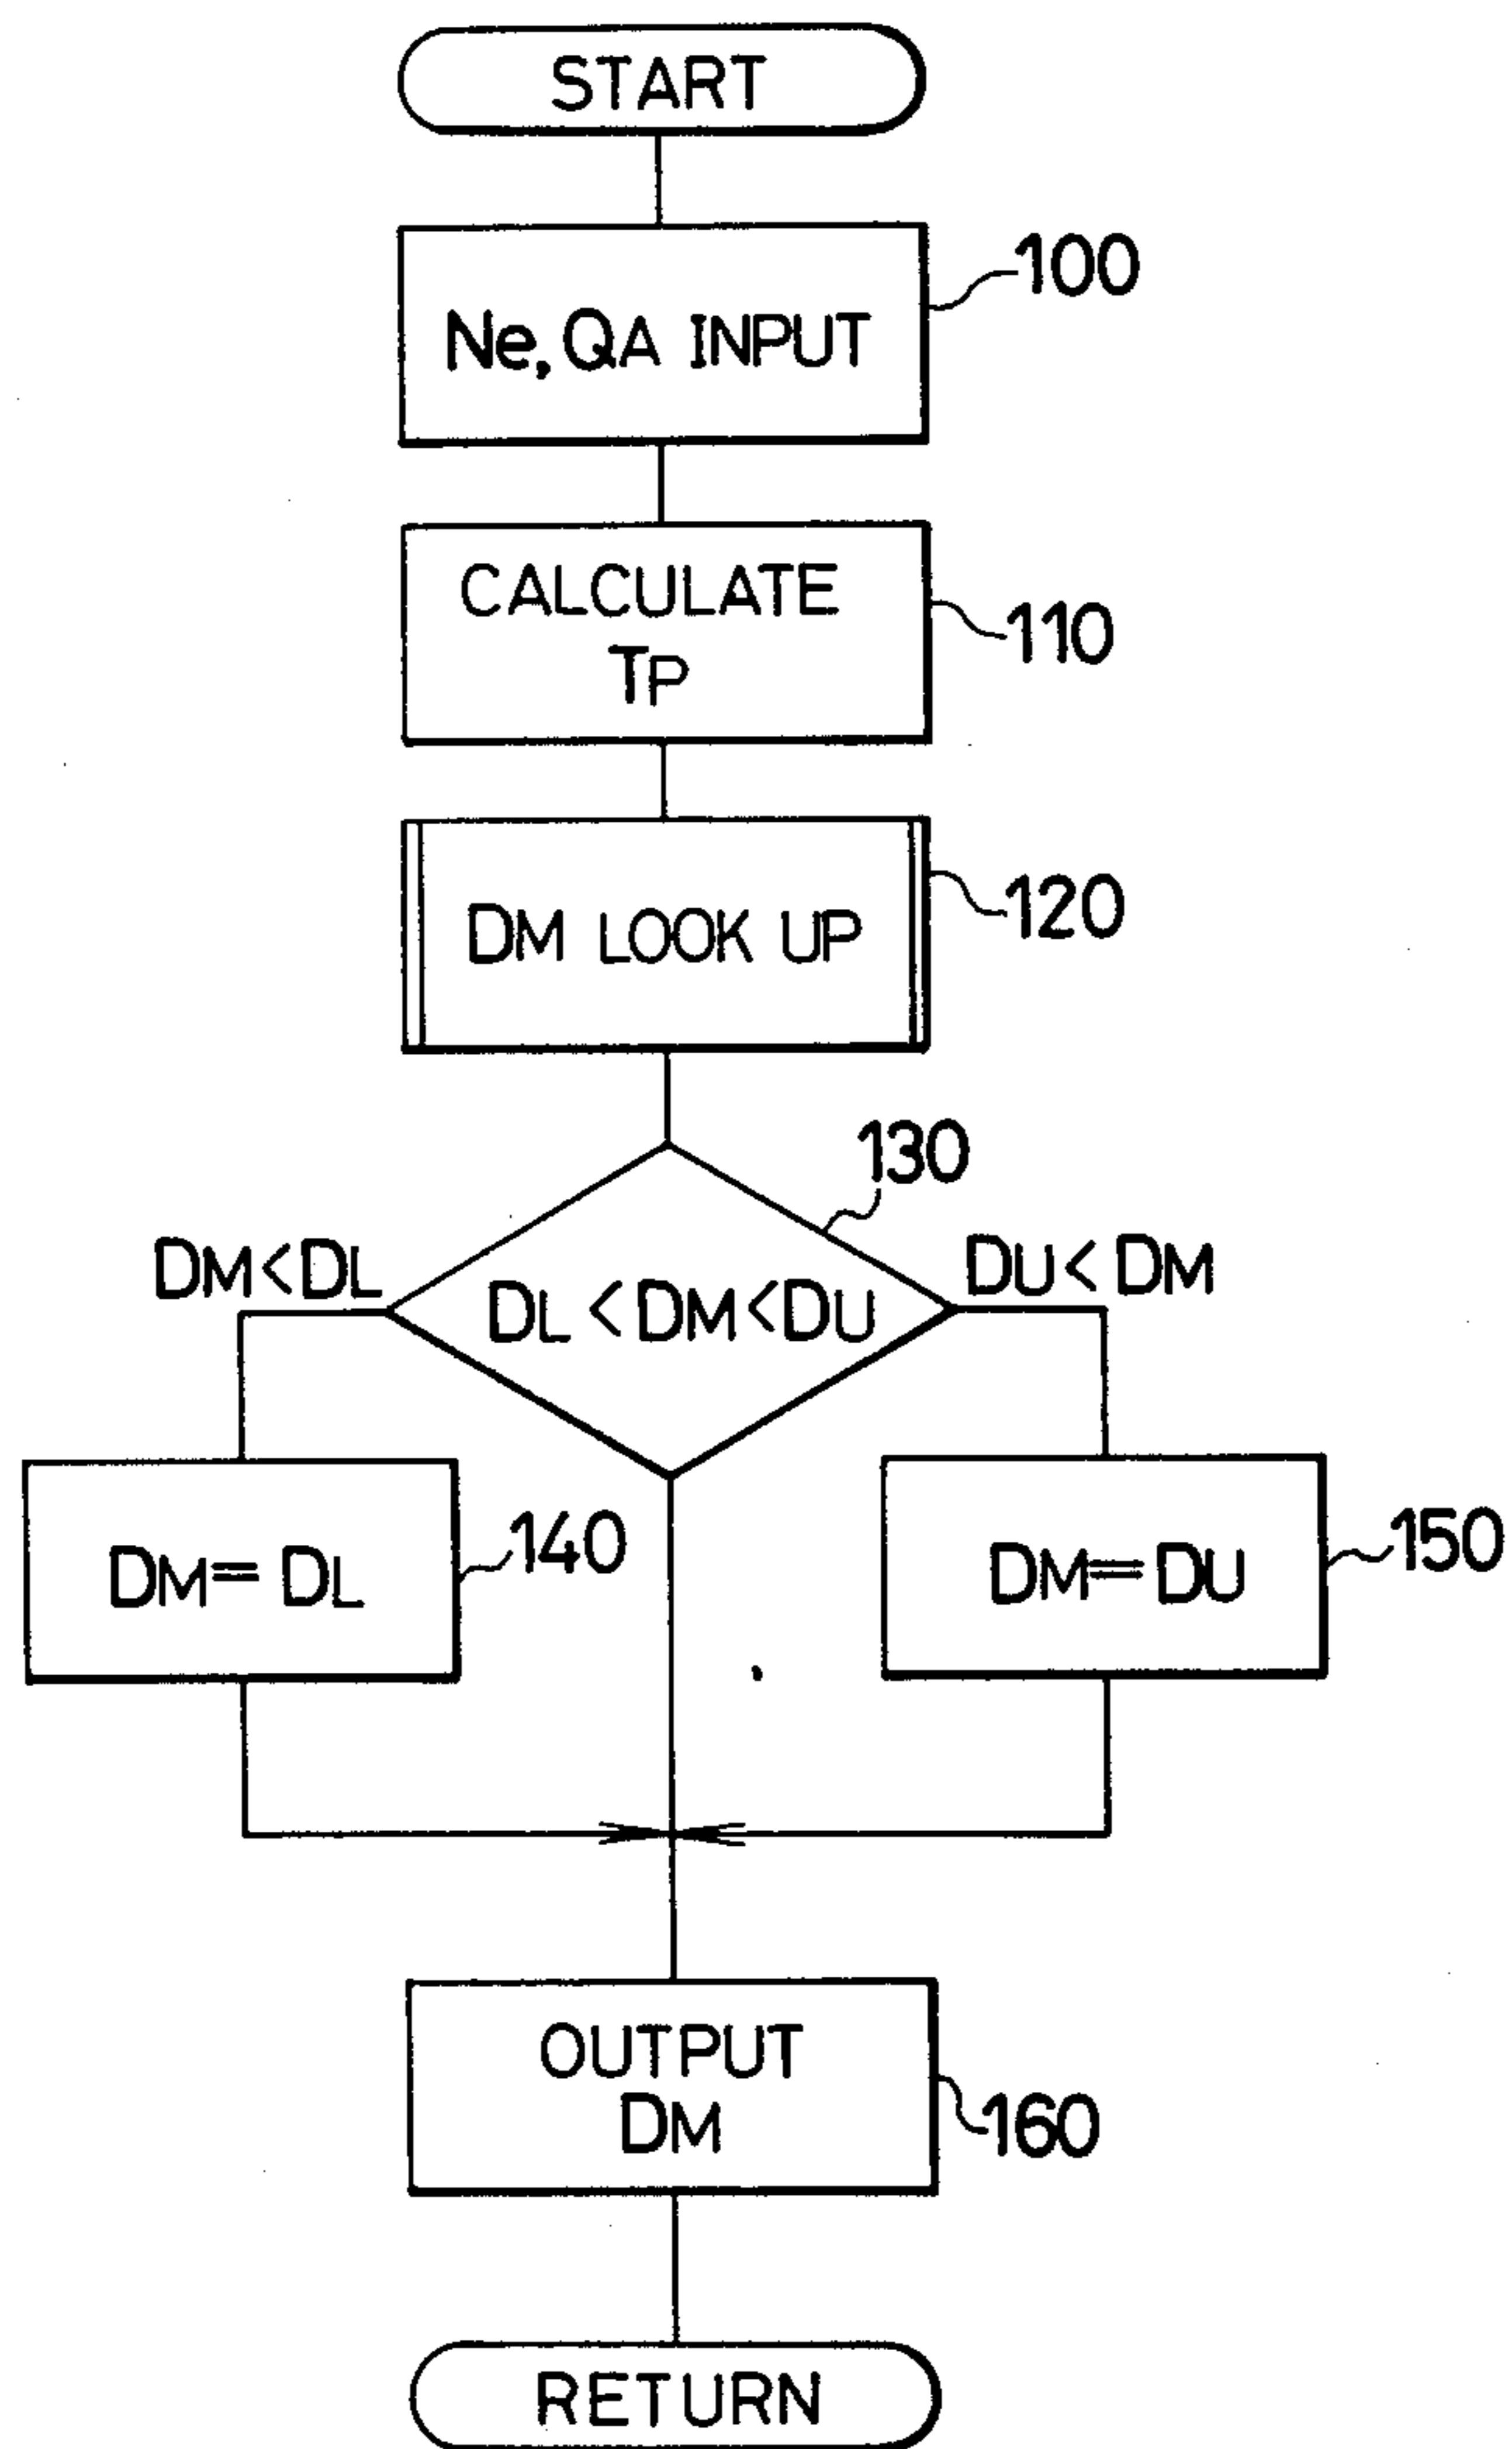 START
Ne, QA INPUT
100
CALCULATE
TP
110
DM LOOK UP
120
130
DM<DL
DL<DM<DU
DU<DM
DM=DL
140
DM=DU
150
OUTPUT
DM
160
RETURN